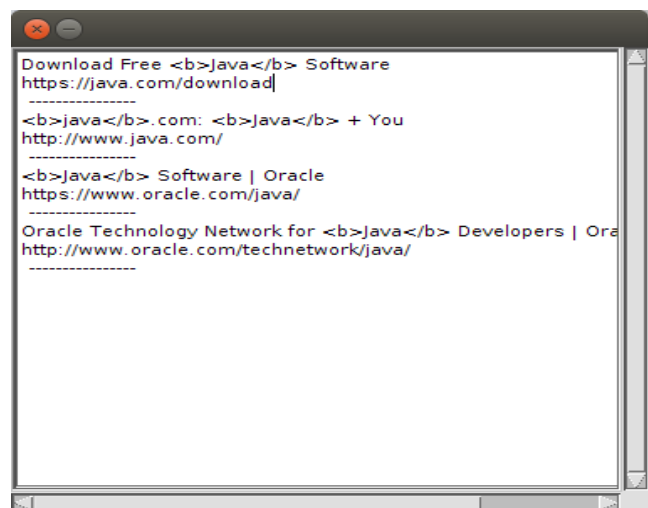 Download Free <b>Java</b> Software
https://java.com/download
----------------
<b>java</b>.com: <b>Java</b> + You
http://www.java.com/
----------------
<b>Java</b> Software | Oracle
https://www.oracle.com/java/
----------------
Oracle Technology Network for <b>Java</b> Developers | Ora
http://www.oracle.com/technetwork/java/
----------------